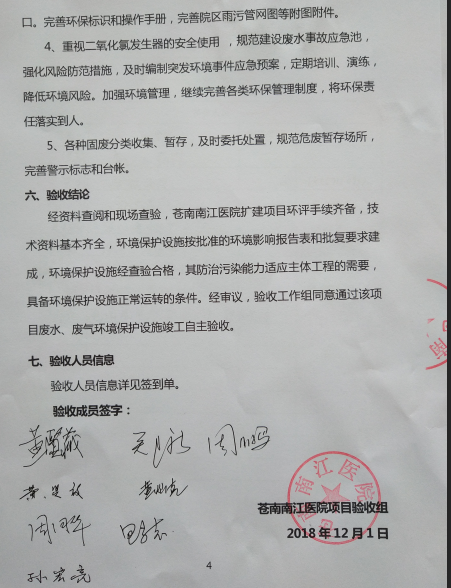 口。完善环保标识和操作手册，完善院区雨污管网图等附图附件。
4、重视二氧化氯发生器的安全使用，规范建设废水事故应急池，
强化风险防范措施，及时编制突发环境事件应急预案，定期培训、演练，
降低环境风险。加强环境管理，继续完善各类环保管理制度，将环保责
任落实到人。
5、各种固废分类收集、暂存，及时委托处置，规范危废暂存场所，
完善警示标志和台帐。
六、验收结论
经资料查阅和现场查验，苍南南江医院扩建项目环评手续齐备，技
术资料基本齐全，环境保护设施按批准的环境影响报告表和批复要求建
成，环境保护设施经查验合格，其防治污染能力适应主体工程的需要，
具备环境保护设施正常运转的条件。经审议，验收工作组同意通过该项
目废水、废气环境保护设施竣工自主验收。
七、验收人员信息
验收人员信息详见签到单。
验收成员签字：
南江医院
苍南南江医院项目验收组
2018年12月1日
孙宏亮
4